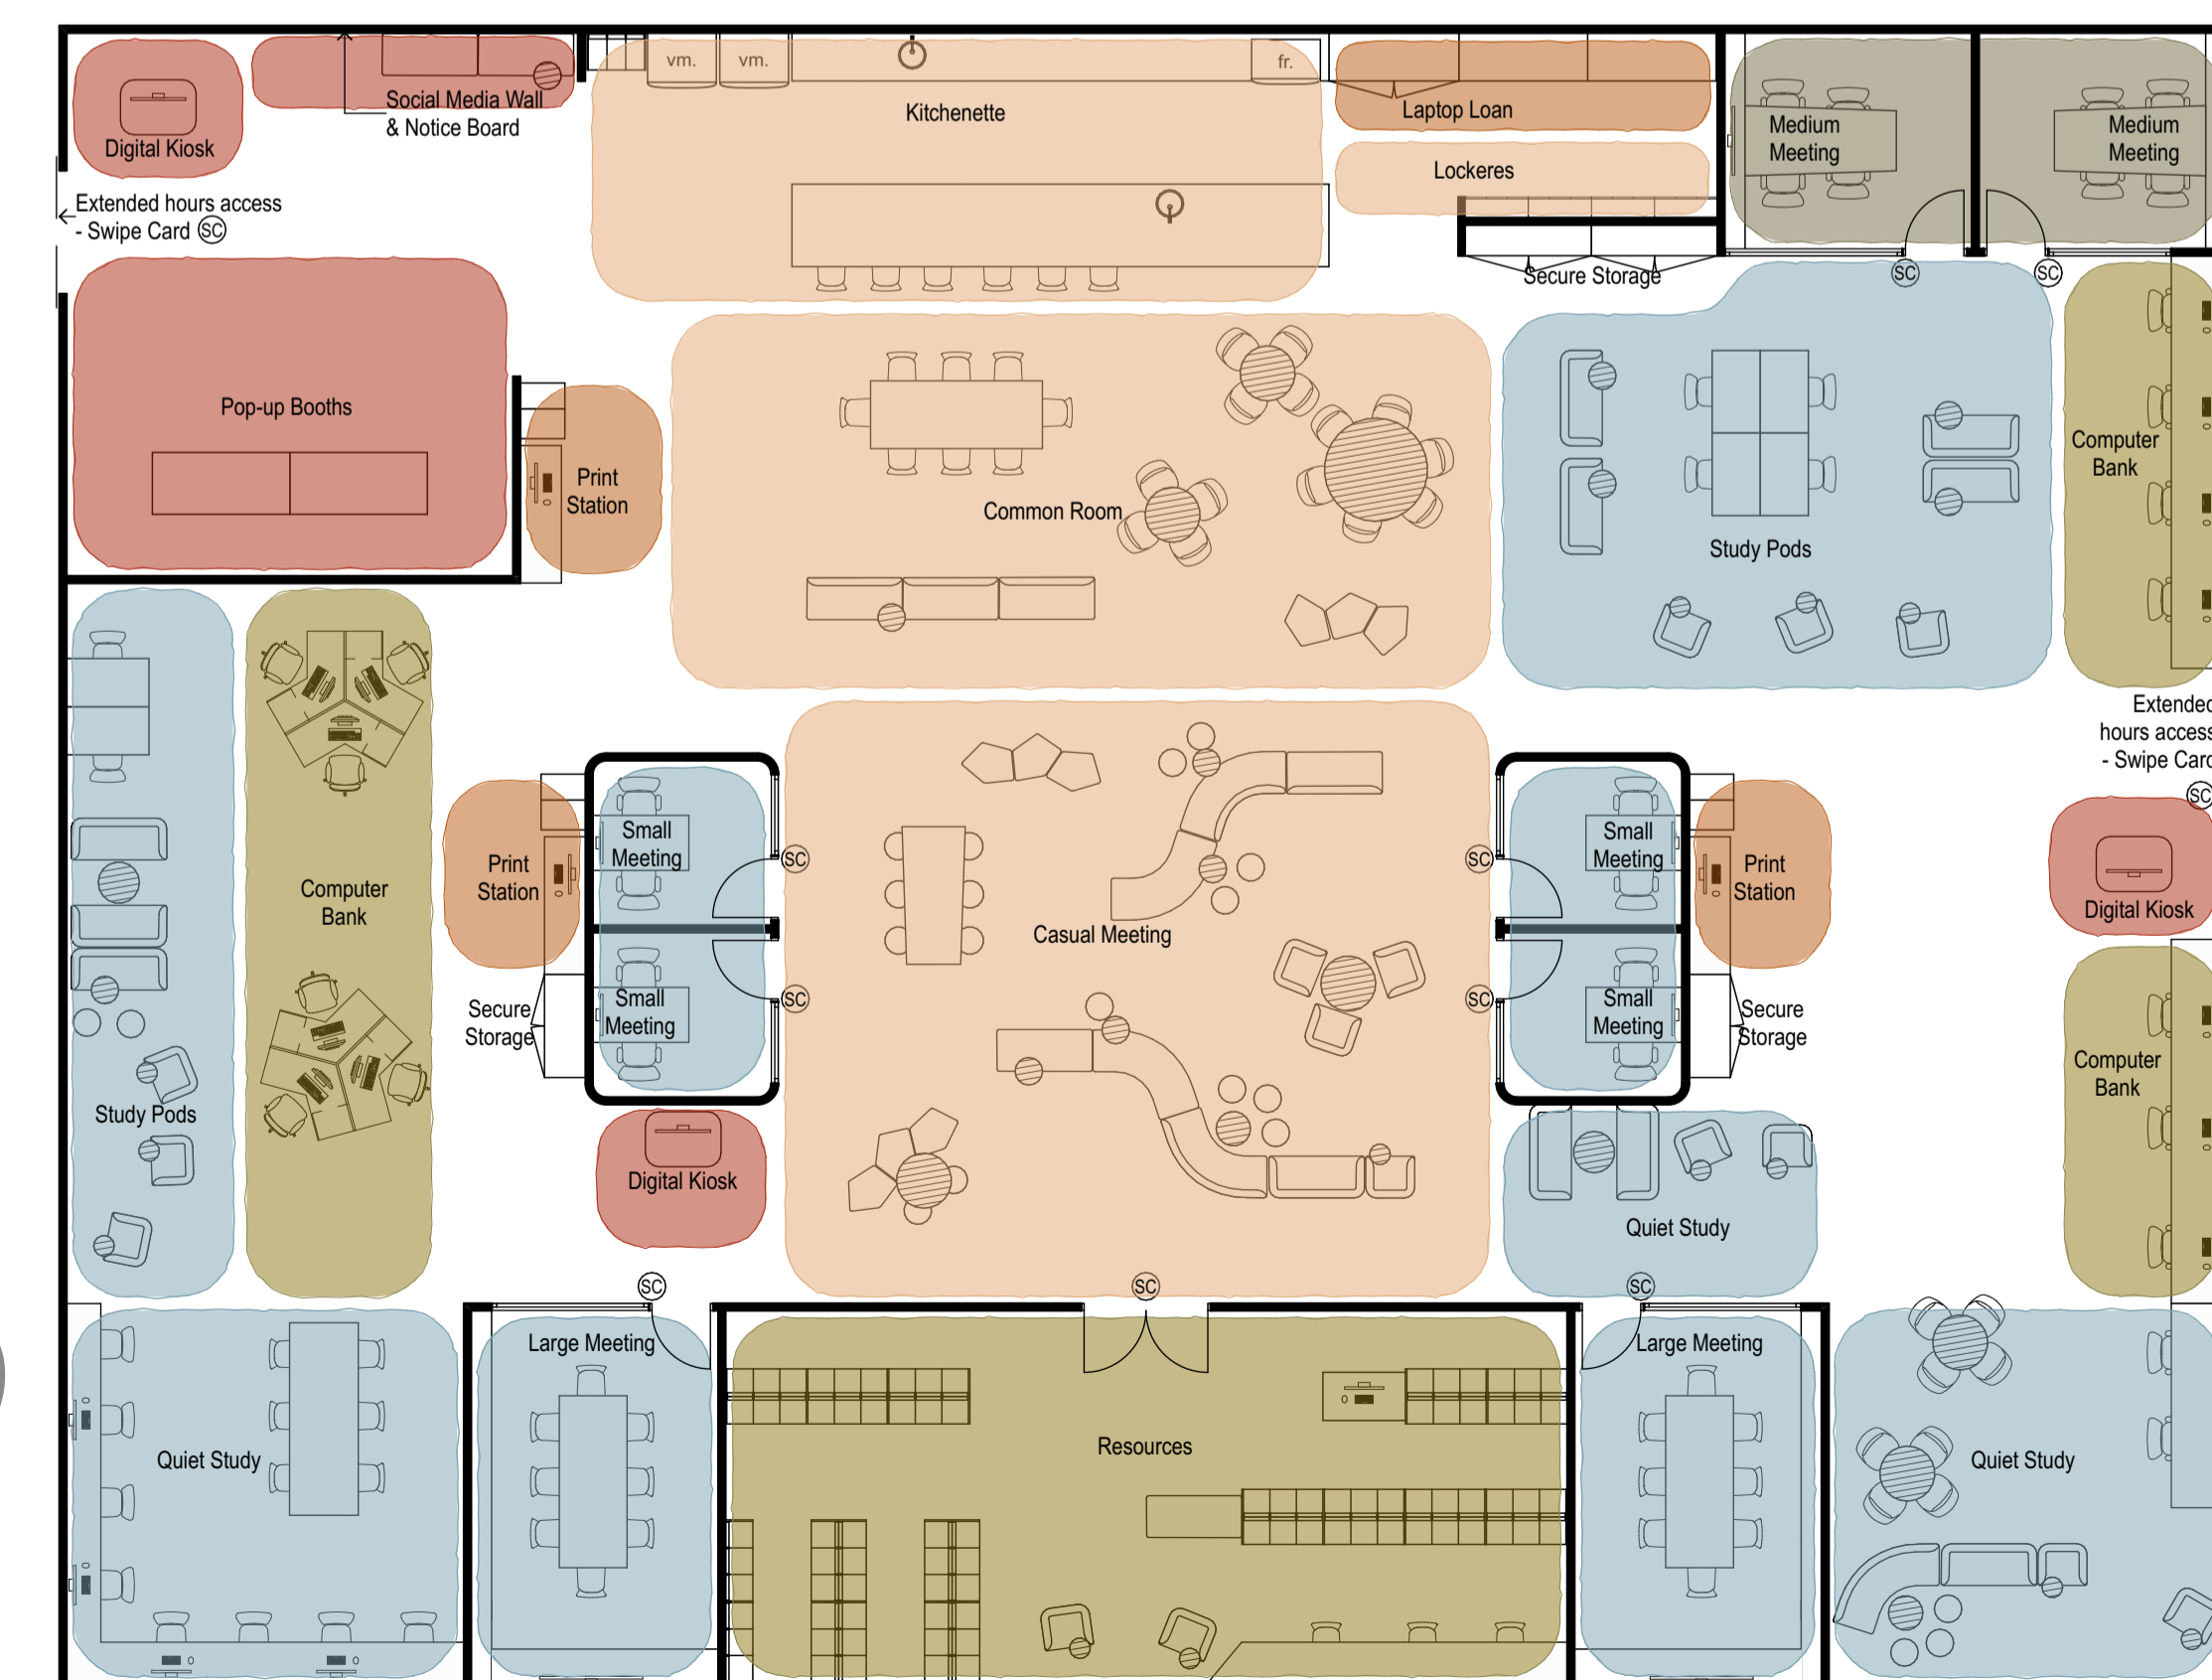 vm.
vm.
fr.
Social Media Wall
& Notice Board
Digital Kiosk
Kitchenette
Laptop Loan
Lockeres
Medium
Meeting
Medium
Meeting
Extended hours access
- Swipe Card SC
Secure Storage
SC
SC
Pop-up Booths
Print
Station
Common Room
Study Pods
Computer
Bank
Extended
hours access
- Swipe Card
SC
Small
Meeting
SC
SC
Small
Meeting
Print
Station
Computer
Bank
Print
Station
Casual Meeting
Digital Kiosk
Secure
Storage
Small
Meeting
SC
SC
Small
Meeting
Secure
Storage
Study Pods
Computer
Bank
Digital Kiosk
Quiet Study
SC
SC
SC
Large Meeting
Large Meeting
Resources
Quiet Study
Quiet Study